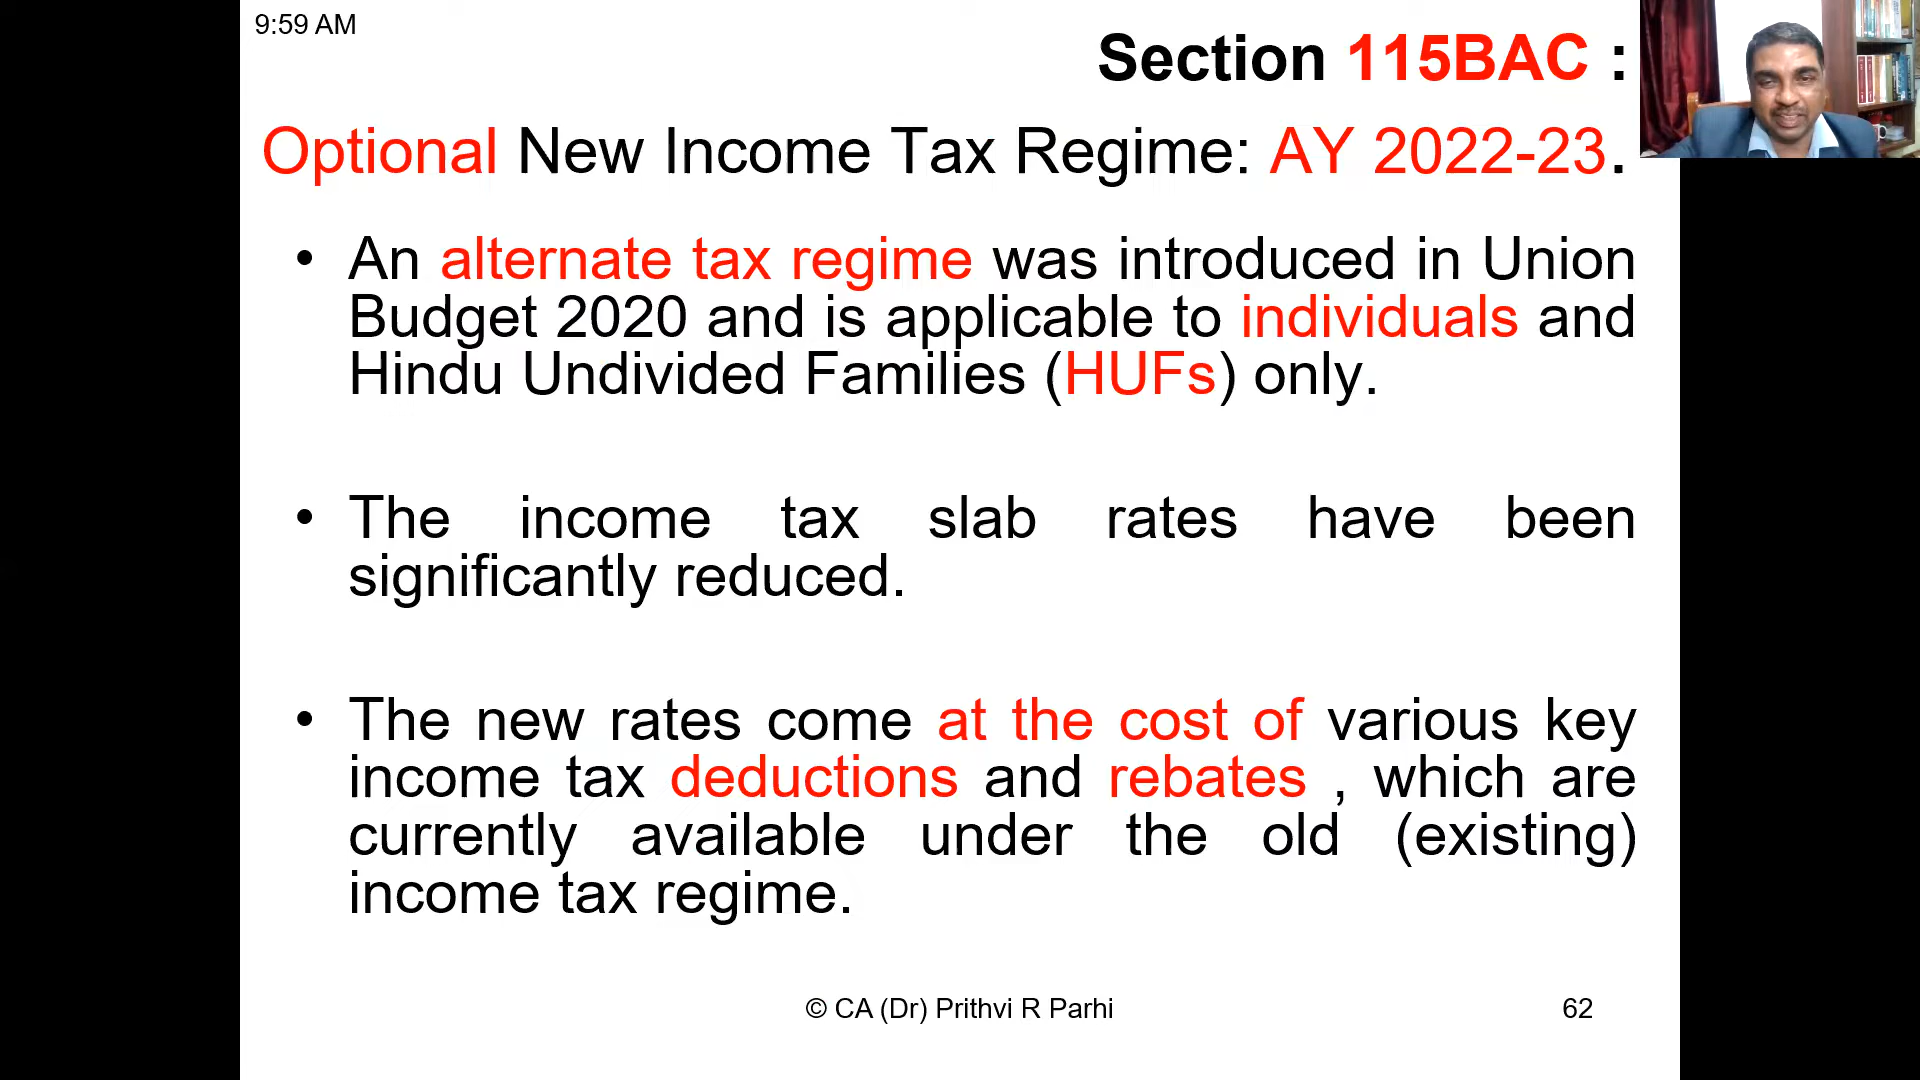 9:59 AM
Section 115BAC :
Optional New Income Tax Regime: AY 2022-23.
• An alternate tax regime was introduced in Union
Budget 2020 and is applicable to individuals and
Hindu Undivided Families (HUFs) only.
• The income tax slab rates have been
significantly reduced.
• The new rates come at the cost of various key
income tax deductions and rebates , which are
currently available under the old (existing)
income tax regime.
© CA (Dr) Prithvi R Parhi
62